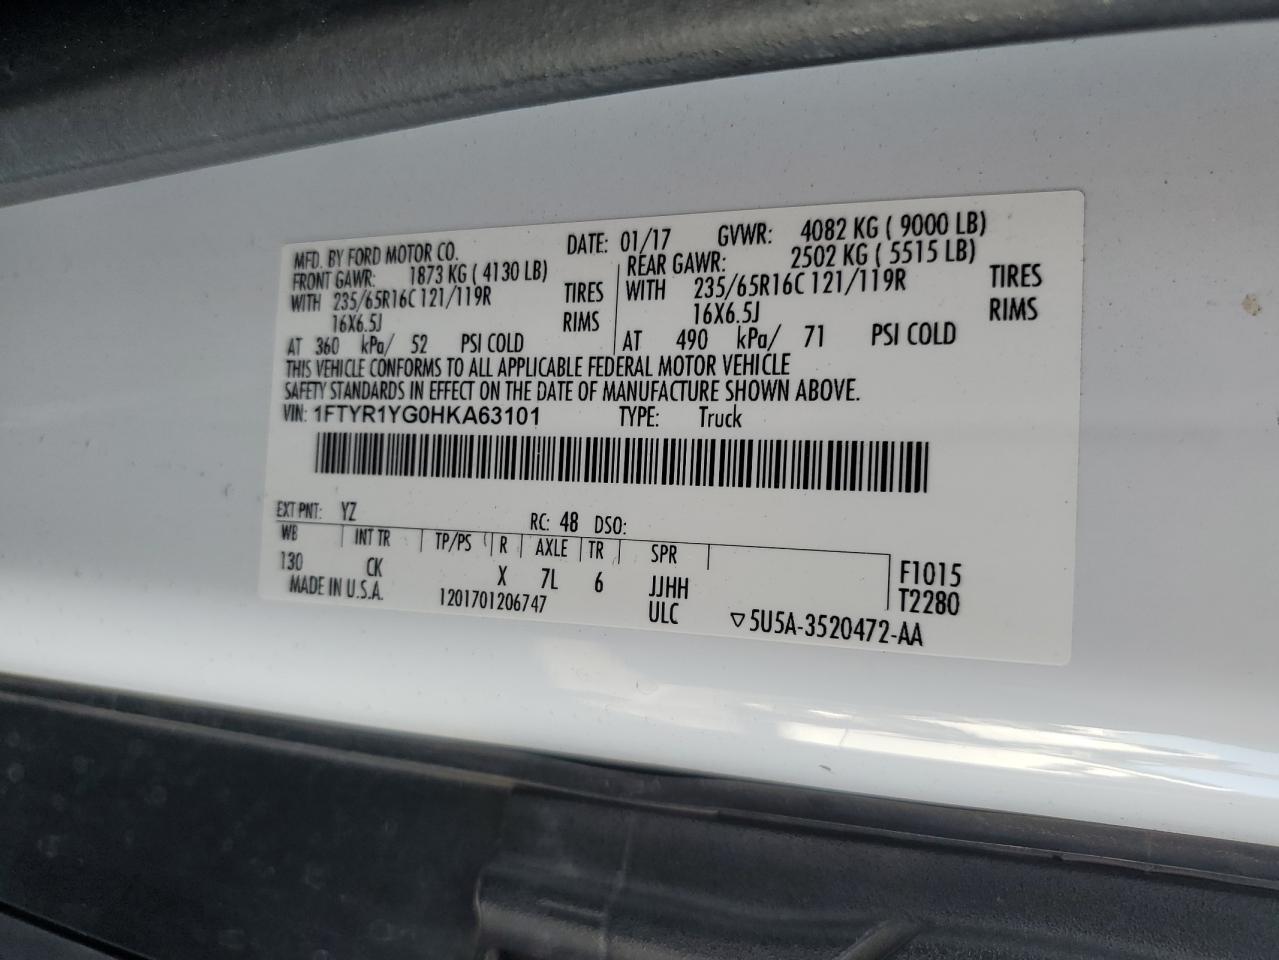 MFD. BY FORD MOTOR CO. DATE: 01/17 GVWR: 4082 KG ( 9000 LB)
FRONT GAWR: 1873 KG ( 4130 LB) REAR GAWR: 2502 KG ( 5515 LB)
WITH 235/65R16C 121/119R TIRES WITH 235/65R16C 121/119R TIRES
16X6.5J RIMS 16X6.5J RIMS
AT 360 kPa/ 52 PSI COLD AT 490 kPa/ 71 PSI COLD
THIS VEHICLE CONFORMS TO ALL APPLICABLE FEDERAL MOTOR VEHICLE
SAFETY STANDARDS IN EFFECT ON THE DATE OF MANUFACTURE SHOWN ABOVE.
VIN: 1FTYR1YG0HKA63101 TYPE: Truck
EXT PNT: YZ RC: 48 DSO:
WB INT TR TP/PS R AXLE TR SPR
130 CK X 7L 6 JJHH F1015
MADE IN U.S.A. 1201701206747 ULC T2280
▽5U5A-3520472-AA